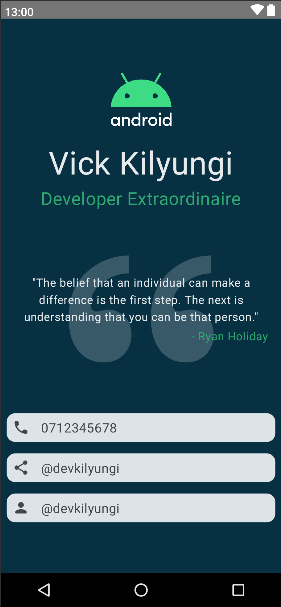 13:00
android
Vick Kilyungi
Developer Extraordinaire
"The belief that an individual can make a
difference is the first step. The next is
understanding that you can be that person."
- Ryan Holiday
0712345678
@devkilyungi
@devkilyungi